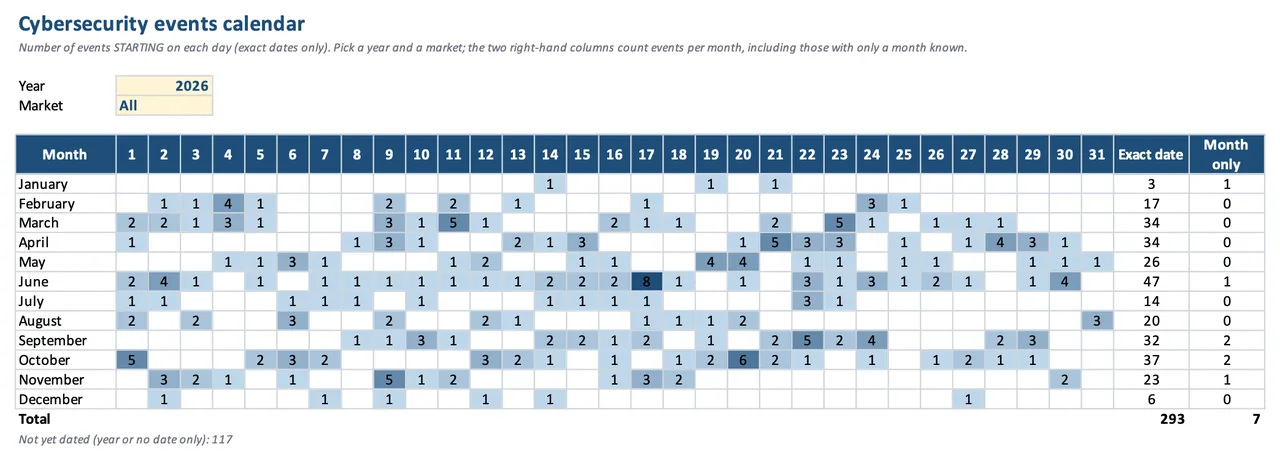 Cybersecurity events calendar
Number of events STARTING on each day (exact dates only). Pick a year and a market; the two right-hand columns count events per month, including those with only a month known.
Year 2026
Market All
Month 1 2 3 4 5 6 7 8 9 10 11 12 13 14 15 16 17 18 19 20 21 22 23 24 25 26 27 28 29 30 31 Exact date Month only
January 1 1 1 3 1
February 1 1 4 1 2 2 1 1 3 1 17 0
March 2 2 1 3 1 3 1 5 1 2 1 1 2 5 1 1 1 1 34 0
April 1 1 3 1 2 1 3 1 5 3 3 1 1 4 3 1 34 0
May 1 1 3 1 1 2 1 1 4 4 1 1 1 1 1 1 1 26 0
June 2 4 1 1 1 1 1 1 1 1 2 2 2 8 1 1 3 1 3 1 2 1 1 4 47 1
July 1 1 1 1 1 1 1 1 1 1 3 1 14 0
August 2 2 3 2 2 1 1 1 1 2 3 20 0
September 1 1 3 1 2 2 1 2 1 2 5 2 4 2 3 32 2
October 5 2 3 2 3 2 1 1 1 2 6 2 1 1 1 2 1 1 37 2
November 3 2 1 1 5 1 2 1 3 2 2 23 1
December 1 1 1 1 1 1 6 0
Total 293 7
Not yet dated (year or no date only): 117